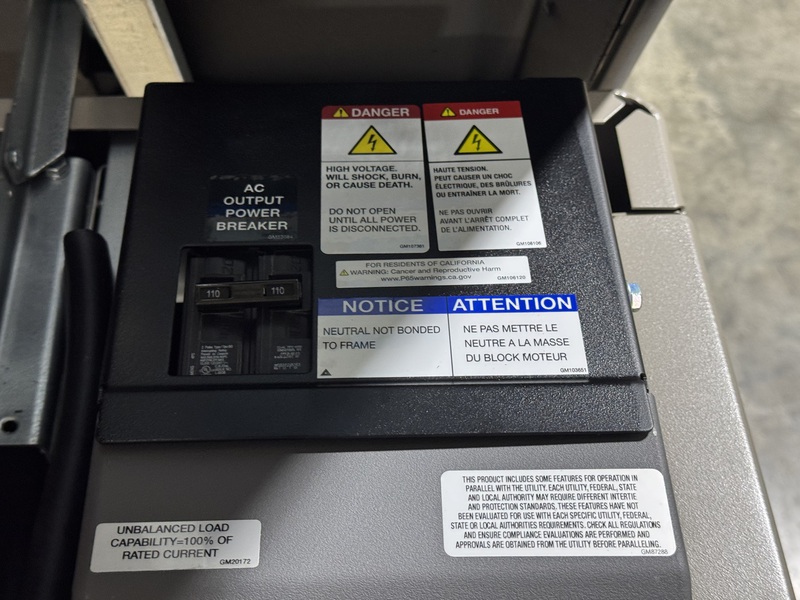 DANGER
HIGH VOLTAGE.
WILL SHOCK, BURN,
OR CAUSE DEATH.
DO NOT OPEN
UNTIL ALL POWER
IS DISCONNECTED.
GM107381
DANGER
HAUTE TENSION.
PEUT CAUSER UN CHOC
ÉLECTRIQUE, DES BRÛLURES
OU ENTRAÎNER LA MORT.
NE PAS OUVRIR
AVANT L'ARRÊT COMPLET
DE L'ALIMENTATION.
GM108108
AC
OUTPUT
POWER
BREAKER
FOR RESIDENTS OF CALIFORNIA
WARNING: Cancer and Reproductive Harm
www.P65warnings.ca.gov
GM106120
110 110
NOTICE
NEUTRAL NOT BONDED
TO FRAME
ATTENTION
NE PAS METTRE LE
NEUTRE A LA MASSE
DU BLOCK MOTEUR
GM103651
THIS PRODUCT INCLUDES SOME FEATURES FOR OPERATION IN
PARALLEL WITH THE UTILITY. EACH UTILITY, FEDERAL, STATE
AND LOCAL AUTHORITY MAY REQUIRE DIFFERENT INTERTIE
AND PROTECTION STANDARDS, THESE FEATURES HAVE NOT
BEEN EVALUATED FOR USE WITH EACH SPECIFIC UTILITY, FEDERAL,
STATE OR LOCAL AUTHORITIES REQUIREMENTS. CHECK ALL REGULATIONS
AND ENSURE COMPLIANCE EVALUATIONS ARE PERFORMED AND
APPROVALS ARE OBTAINED FROM THE UTILITY BEFORE PARALLELING.
GM87288
UNBALANCED LOAD
CAPABILITY=100% OF
RATED CURRENT
GM20172